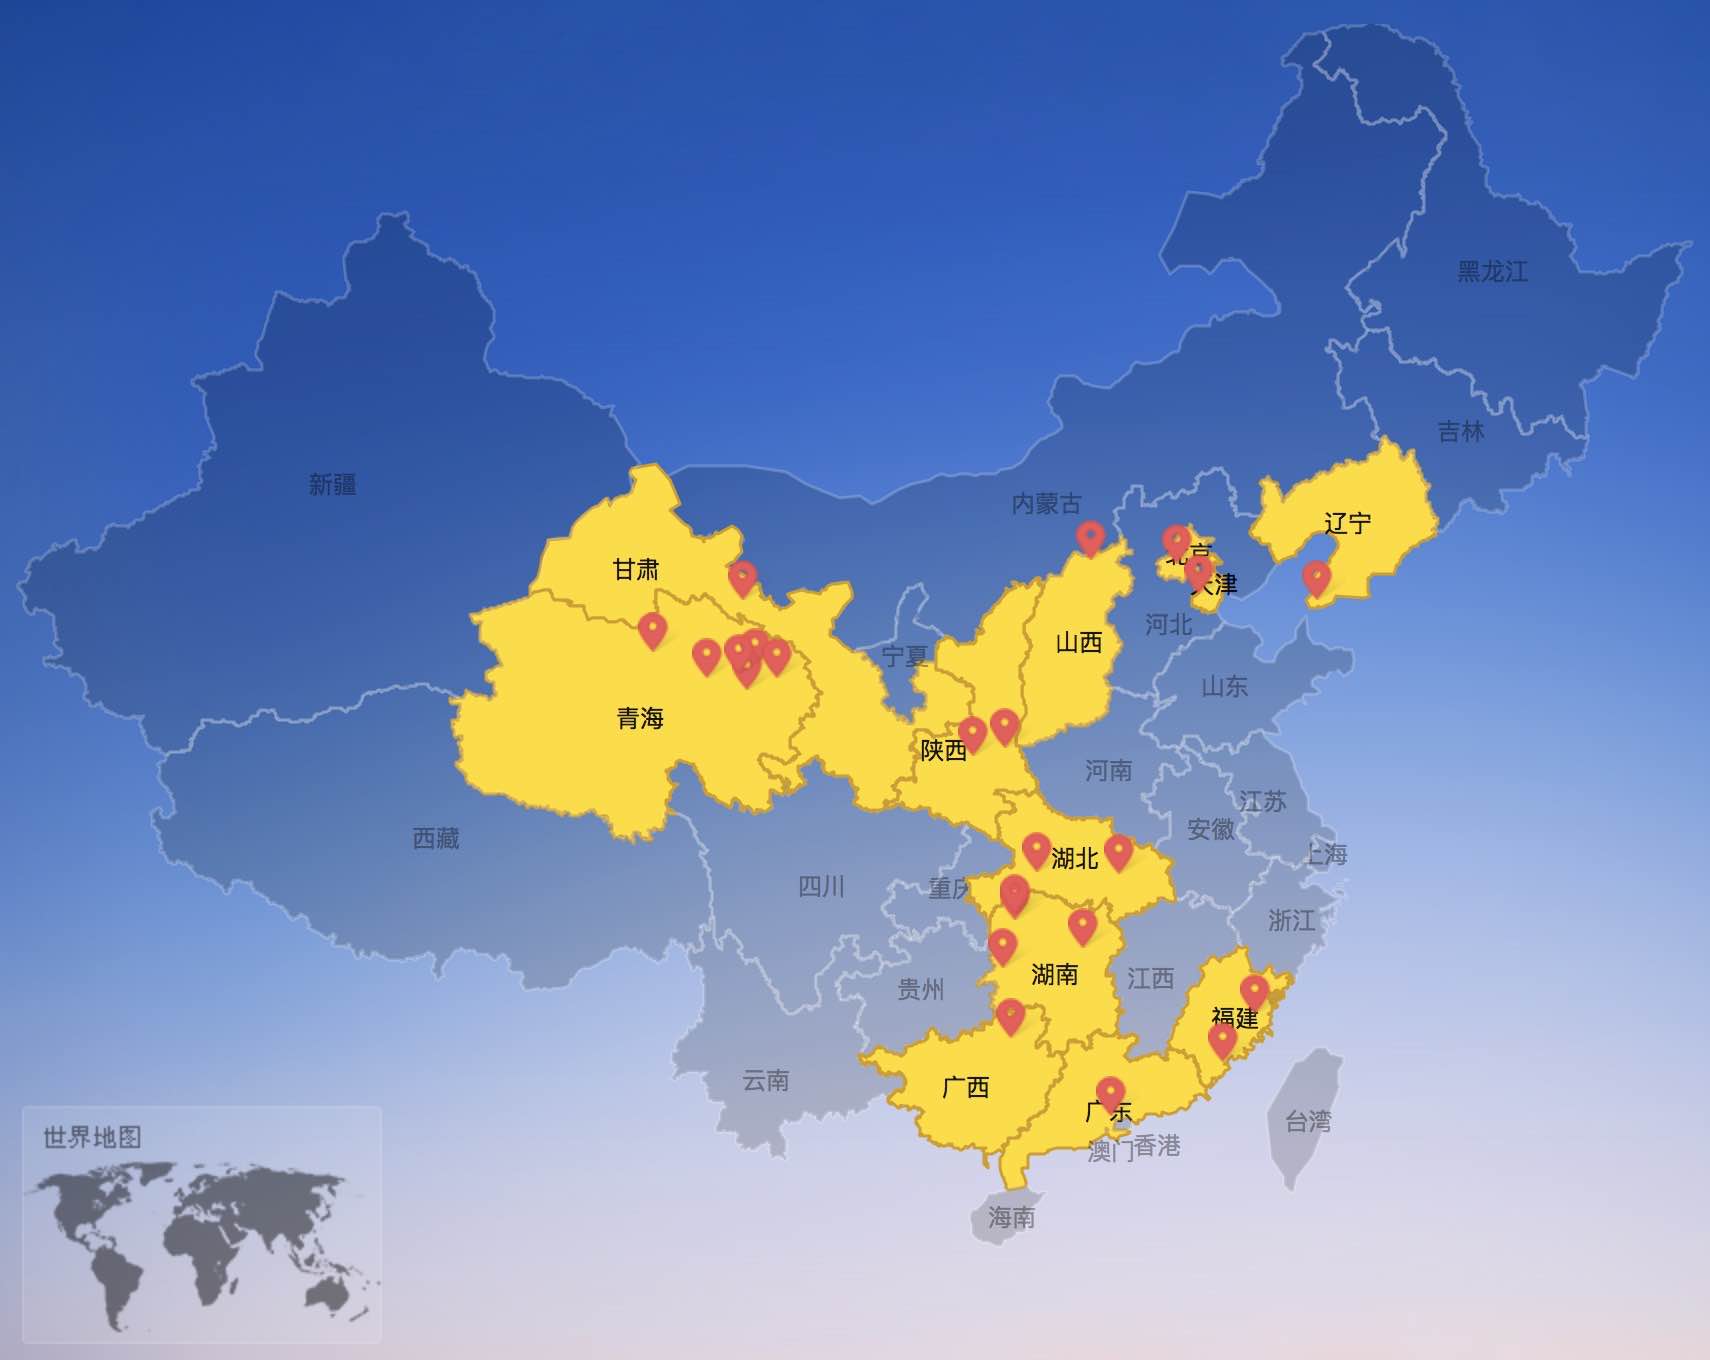 黑龙江
吉林
新疆
内蒙古
辽宁
北京
甘肃
天津
河北
山西
宁夏
山东
青海
陕西
河南
江苏
安徽
西藏
湖北
上海
四川
重庆
浙江
湖南
江西
贵州
福建
云南
广西
广东
台湾
世界地图
澳门
香港
海南